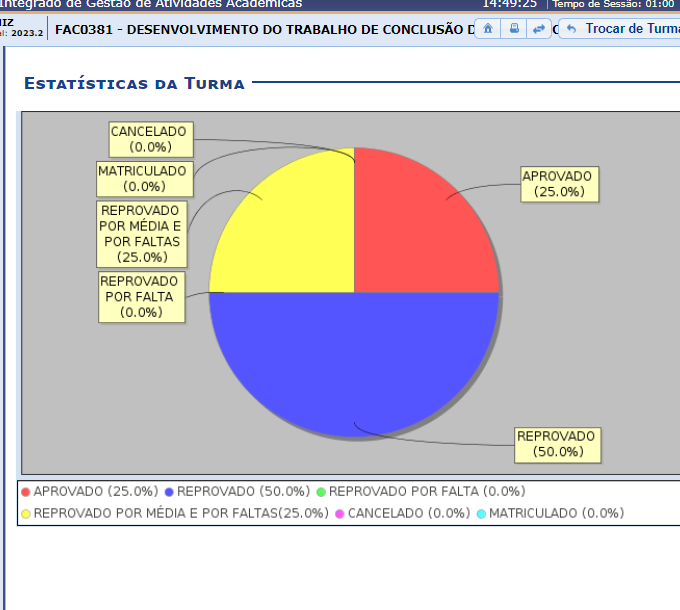 Integrado de Gestão de Atividades Acadêmicas 14:49:25 Tempo de Sessão: 01:00
2023.2 FAC0381 - DESENVOLVIMENTO DO TRABALHO DE CONCLUSÃO Trocar de Turma
Estatísticas da Turma
CANCELADO
(0.0%)
MATRICULADO
(0.0%)
REPROVADO
POR MÉDIA E
POR FALTAS
(25.0%)
REPROVADO
POR FALTA
(0.0%)
APROVADO
(25.0%)
REPROVADO
(50.0%)
APROVADO (25.0%) REPROVADO (50.0%) REPROVADO POR FALTA (0.0%)
REPROVADO POR MÉDIA E POR FALTAS(25.0%) CANCELADO (0.0%) MATRICULADO (0.0%)